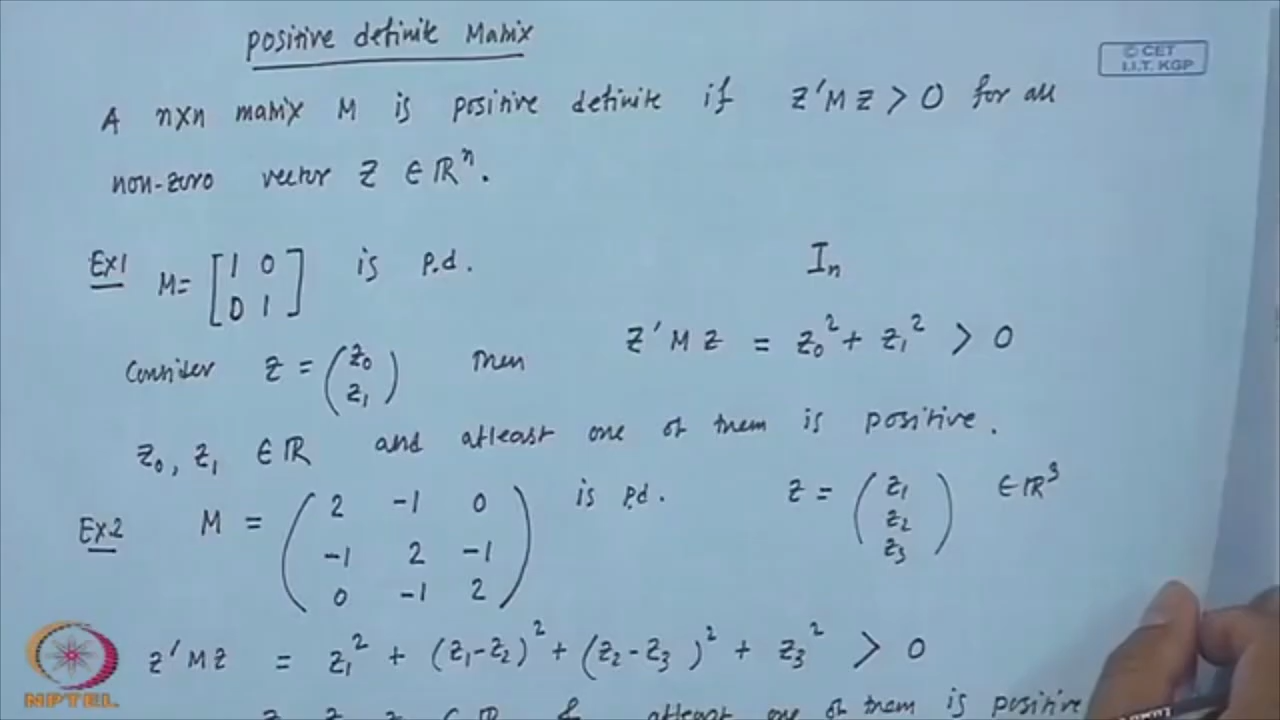 positive definite Matrix
© CET
I.I.T. KGP
A n×n matrix M is positive definite if Z'MZ > 0 for all
non-zero vector Z ∈ ℝⁿ.
Ex1 M = [1 0
0 1] is p.d. Iₙ
Consider Z = (z₀
z₁) Then Z'MZ = z₀² + z₁² > 0
z₀, z₁ ∈ ℝ and atleast one of them is positive.
Ex.2 M = (2 -1 0
-1 2 -1
0 -1 2) is p.d. Z = (z₁
z₂
z₃) ∈ ℝ³
Z'MZ = z₁² + (z₁-z₂)² + (z₂-z₃)² + z₃² > 0
∈ ℝ & atleast one of them is positive
NPTEL